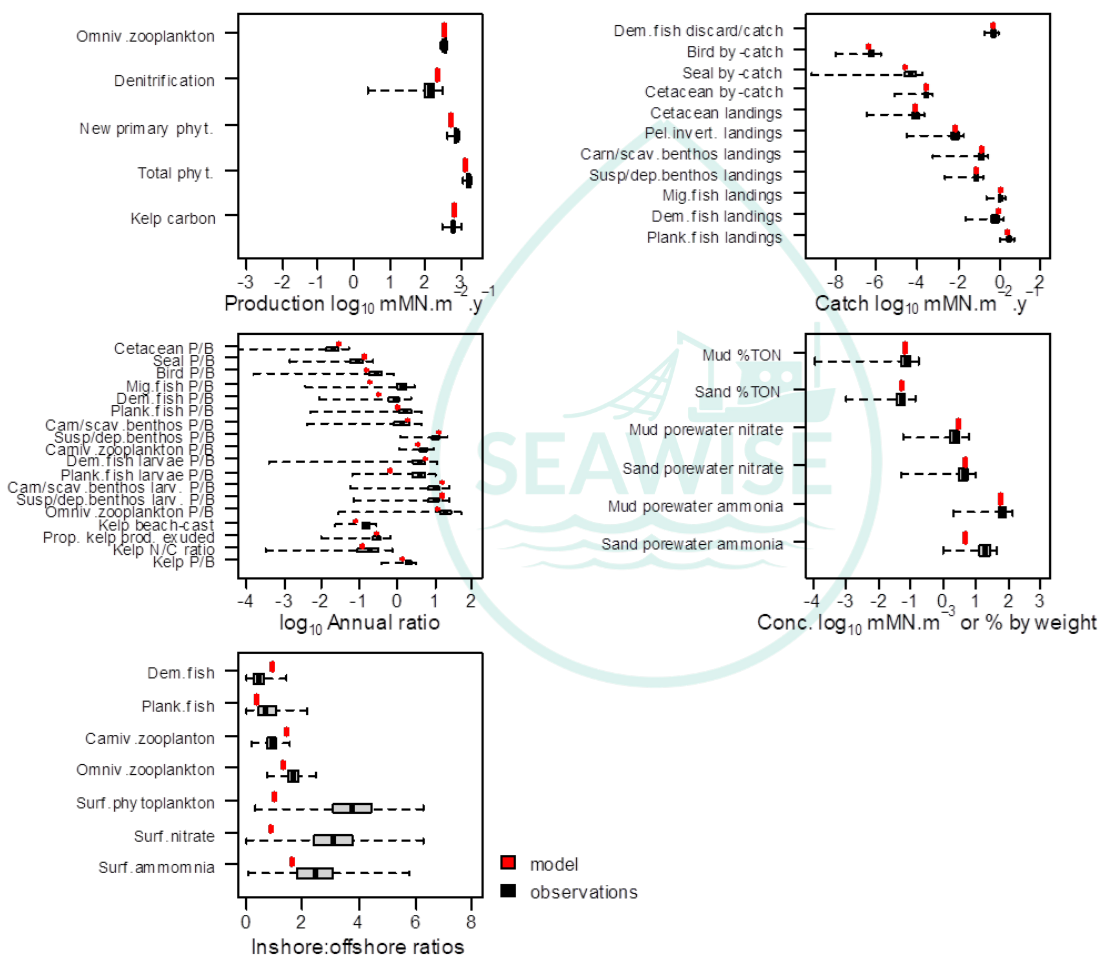 Omniv.zooplankton
Denitrification
New primary phyt.
Total phyt.
Kelp carbon
-3 -2 -1 0 1 2 3
Production log10 mMN.m-2.y-1
Dem.fish discard/catch
Bird by-catch
Seal by-catch
Cetacean by-catch
Cetacean landings
Pel.invert. landings
Carn/scav.benthos landings
Susp/dep.benthos landings
Mig.fish landings
Dem.fish landings
Plank.fish landings
-8 -6 -4 -2 0 2
Catch log10 mMN.m-2.y-1
Cetacean P/B
Seal P/B
Bird P/B
Mig.fish P/B
Dem.fish P/B
Plank.fish P/B
Carn/scav.benthos P/B
Susp/dep.benthos P/B
Carniv.zooplankton P/B
Dem.fish larvae P/B
Plank.fish larvae P/B
Carn/scav.benthos larv. P/B
Susp/dep.benthos larv. P/B
Omniv.zooplankton P/B
Kelp beach-cast
Prop. kelp prod. exuded
Kelp N/C ratio
Kelp P/B
-4 -3 -2 -1 0 1 2
log10 Annual ratio
Mud %TON
Sand %TON
Mud porewater nitrate
Sand porewater nitrate
Mud porewater ammonia
Sand porewater ammonia
-4 -3 -2 -1 0 1 2 3
Conc. log10 mMN.m-3 or % by weight
SEAWISE
Dem.fish
Plank.fish
Carniv.zooplanton
Omniv.zooplankton
Surf.phytoplankton
Surf.nitrate
Surf.ammomnia
0 2 4 6 8
Inshore:offshore ratios
model
observations